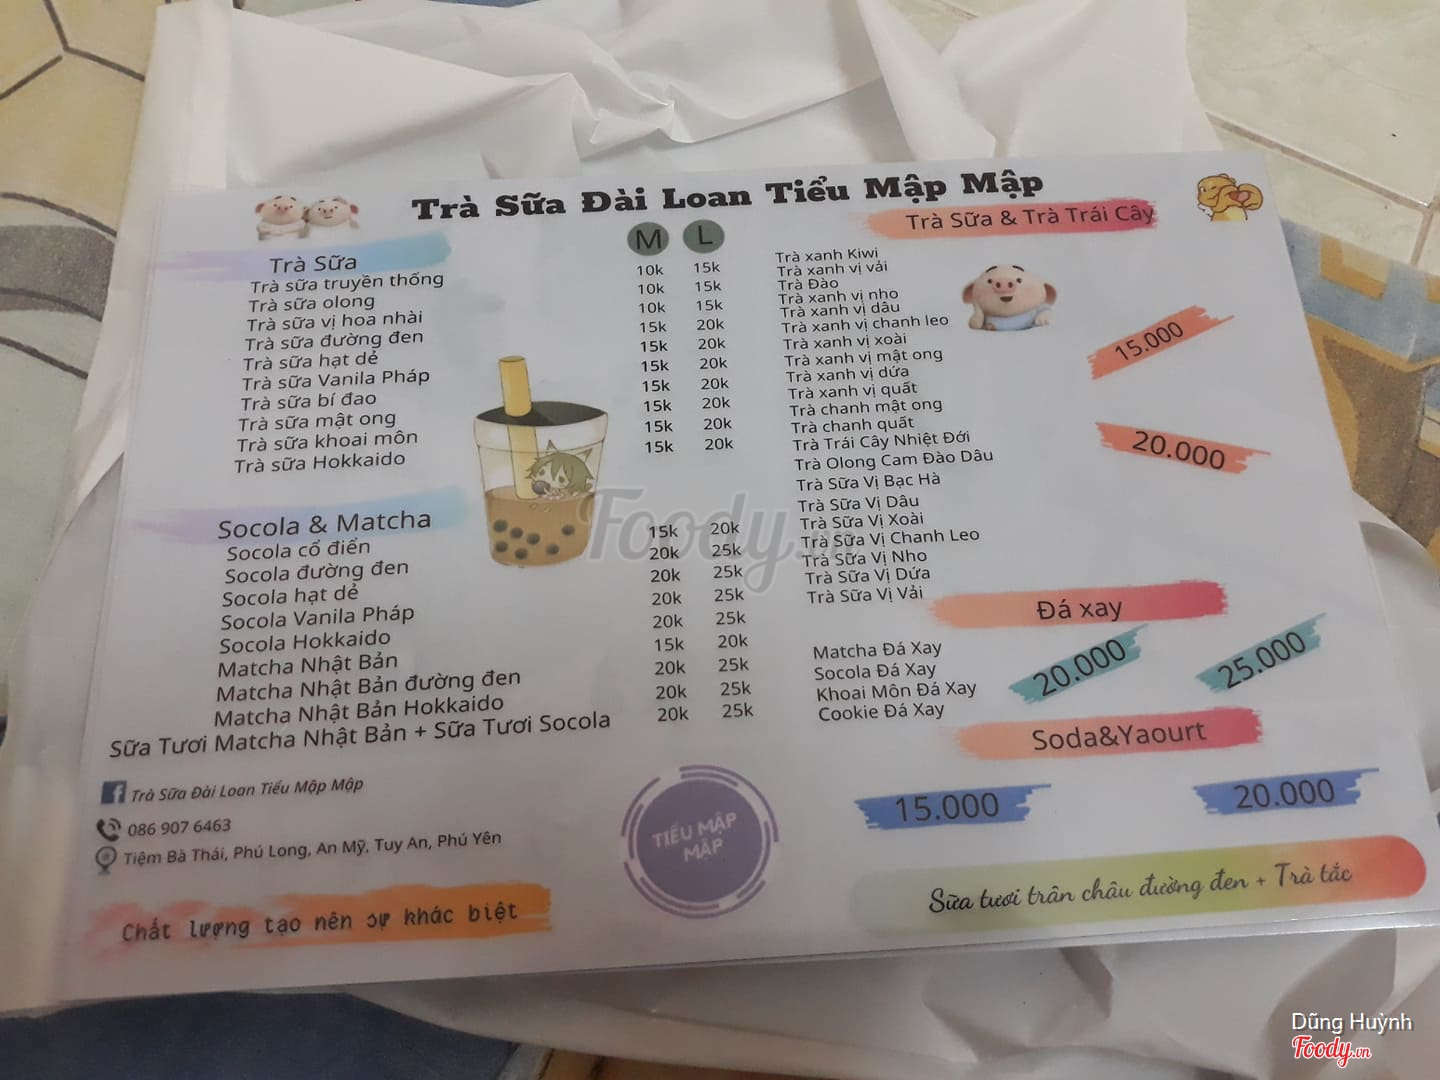 Trà Sữa Đài Loan Tiểu Mập Mập
M L
Trà Sữa
Trà sữa truyền thống 10k 15k
Trà sữa olong 10k 15k
Trà sữa vị hoa nhài 10k 15k
Trà sữa đường đen 15k 20k
Trà sữa hạt dẻ 15k 20k
Trà sữa Vanila Pháp 15k 20k
Trà sữa bí đao 15k 20k
Trà sữa mật ong 15k 20k
Trà sữa khoai môn 15k 20k
Trà sữa Hokkaido 15k 20k
Socola & Matcha
Socola cổ điển 15k 20k
Socola đường đen 20k 25k
Socola hạt dẻ 20k 25k
Socola Vanila Pháp 20k 25k
Socola Hokkaido 20k 25k
Matcha Nhật Bản 15k 20k
Matcha Nhật Bản đường đen 20k 25k
Matcha Nhật Bản Hokkaido 20k 25k
Sữa Tươi Matcha Nhật Bản + Sữa Tươi Socola 20k 25k
Trà Sữa Đài Loan Tiểu Mập Mập
086 907 6463
Tiệm Bà Thái, Phú Long, An Mỹ, Tuy An, Phú Yên
Chất lượng tạo nên sự khác biệt
TIỂU MẬP
MẬP
Trà Sữa & Trà Trái Cây
Trà xanh Kiwi
Trà xanh vị vải
Trà Đào
Trà xanh vị nho
Trà xanh vị dâu
Trà xanh vị chanh leo
Trà xanh vị xoài
Trà xanh vị mật ong
Trà xanh vị dứa
Trà xanh vị quất
Trà chanh mật ong
Trà chanh quất
Trà Trái Cây Nhiệt Đới
Trà Olong Cam Đào Dâu
Trà Sữa Vị Bạc Hà
Trà Sữa Vị Dâu
Trà Sữa Vị Xoài
Trà Sữa Vị Chanh Leo
Trà Sữa Vị Nho
Trà Sữa Vị Dứa
Trà Sữa Vị Vải
15.000
20.000
Đá xay
Matcha Đá Xay
Socola Đá Xay
Khoai Môn Đá Xay
Cookie Đá Xay
20.000 25.000
Soda&Yaourt
15.000 20.000
Sữa tươi trân châu đường đen + Trà tắc
Foody.vn
Dũng Huỳnh
Foody.vn